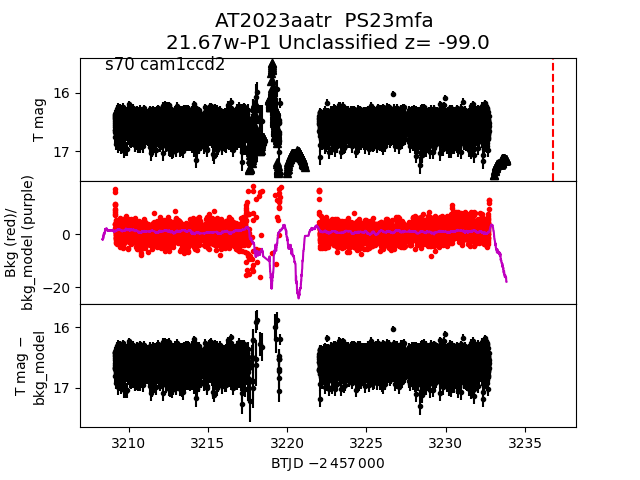 AT2023aatr  PS23mfa
21.67w-P1 Unclassified z= -99.0
s70 cam1ccd2
T mag
16
17
Bkg (red)/
bkg_model (purple)
0
−20
T mag −
bkg_model
16
17
3210 3215 3220 3225 3230 3235
BTJD −2 457 000